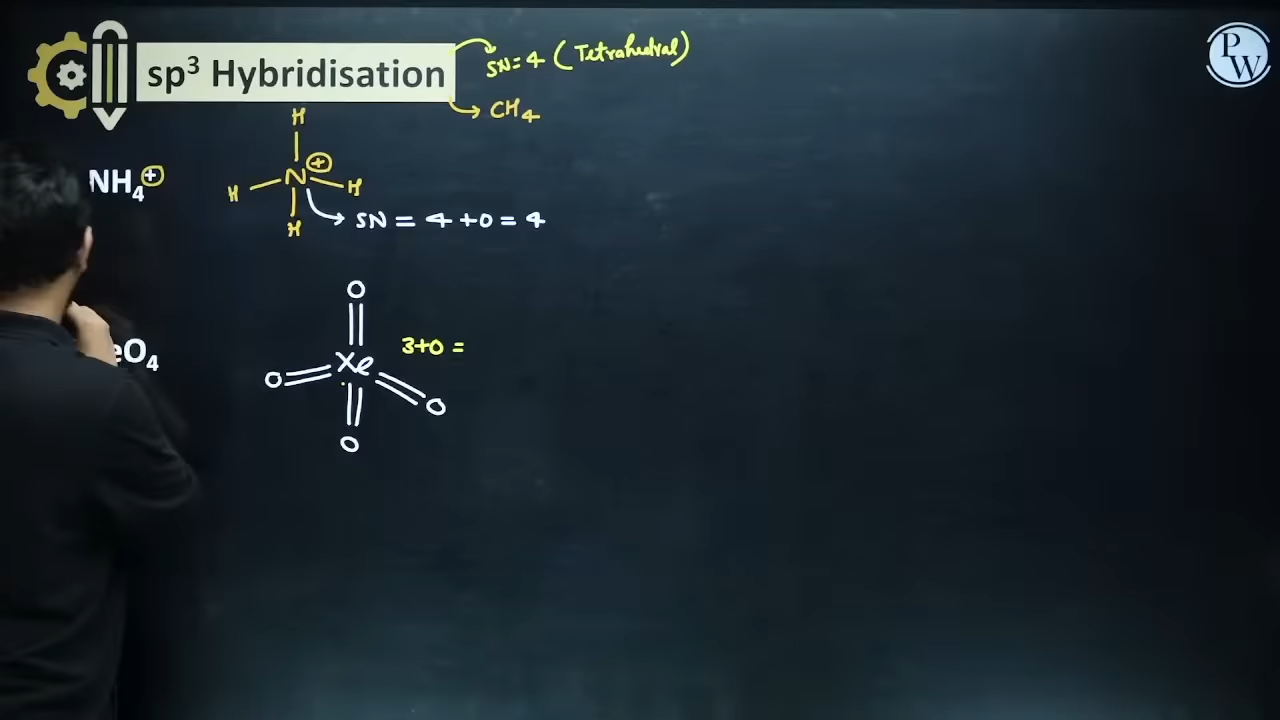 sp³ Hybridisation
SN = 4 (Tetrahedral)
CH₄
PW
NH₄⁺
H
N⊕
H
H
H
SN = 4 + 0 = 4
O
Xe
3+0 =
eO₄
O
O
O